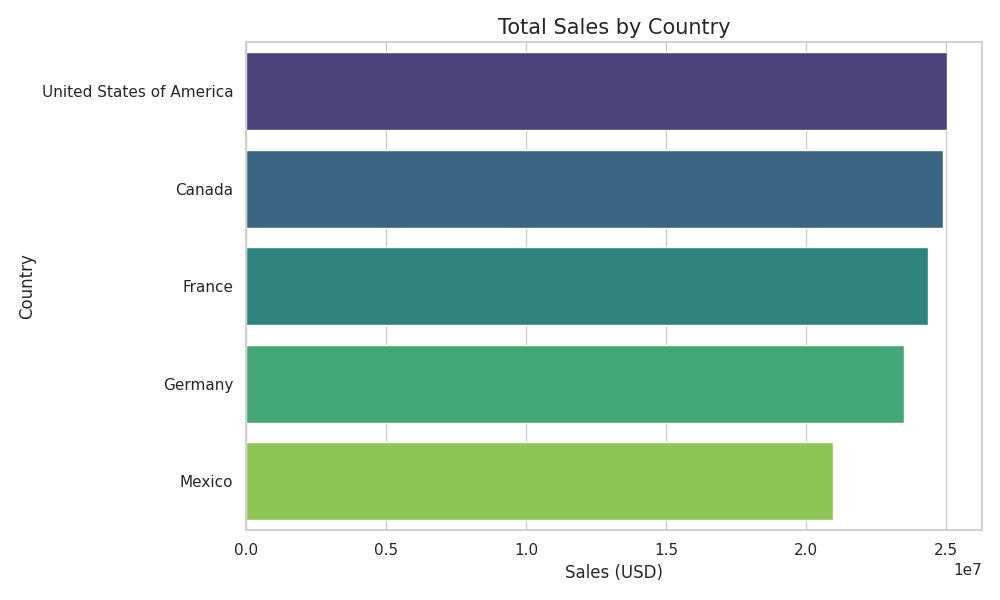 Total Sales by Country
Country
United States of America
Canada
France
Germany
Mexico
0.0 0.5 1.0 1.5 2.0 2.5
1e7
Sales (USD)